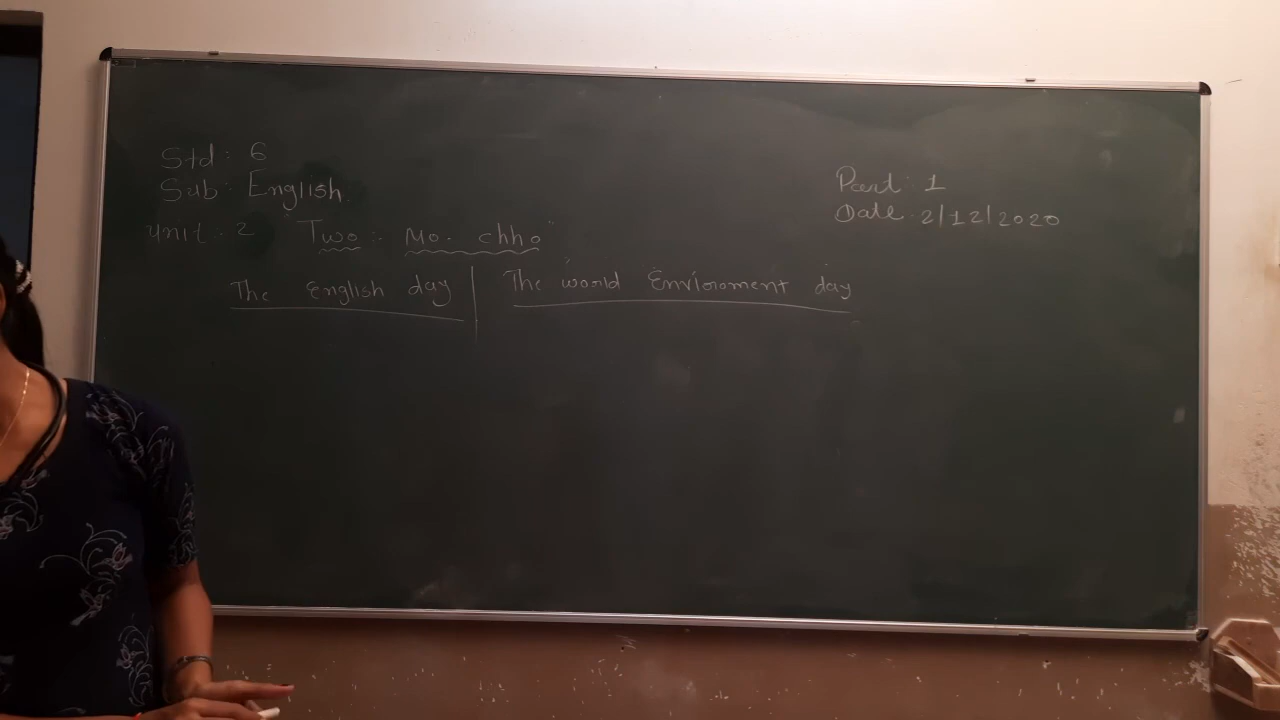 Std : 6
Sub : English
Part : 1
Date : 2/12/2020
Unit : 2 "Two : Mo. chho"
The English day | The world Enviroment day